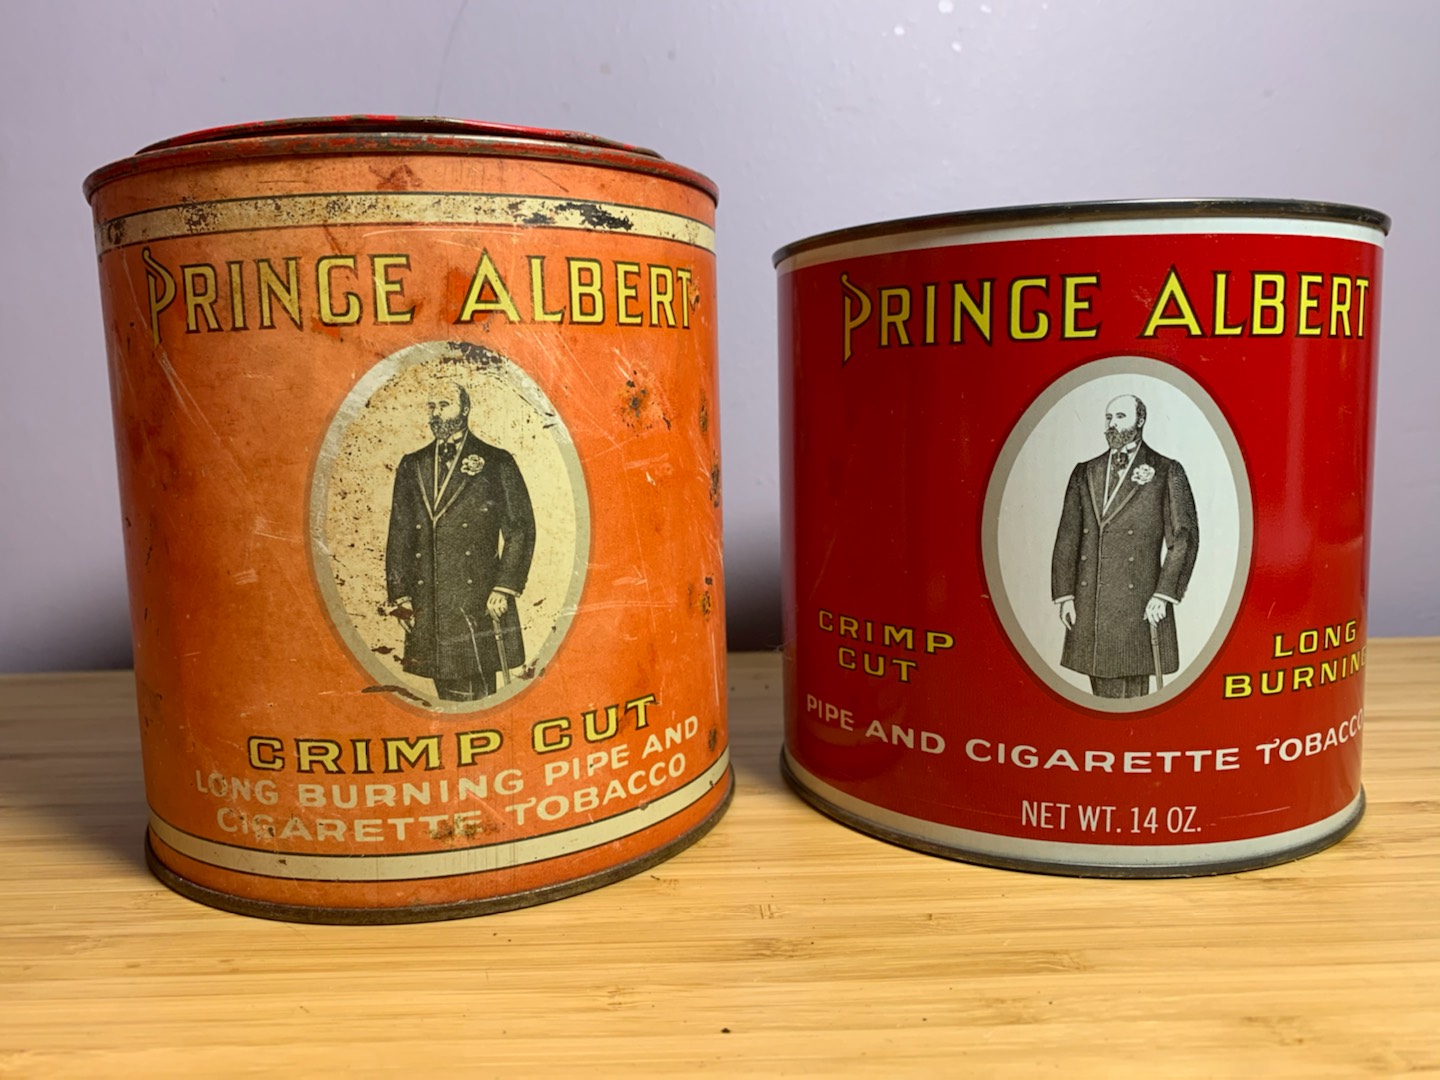 PRINCE ALBERT
CRIMP CUT
LONG BURNING PIPE AND
CIGARETTE TOBACCO
PRINCE ALBERT
CRIMP
CUT
LONG
BURNING
PIPE AND CIGARETTE TOBACCO
NET WT. 14 OZ.